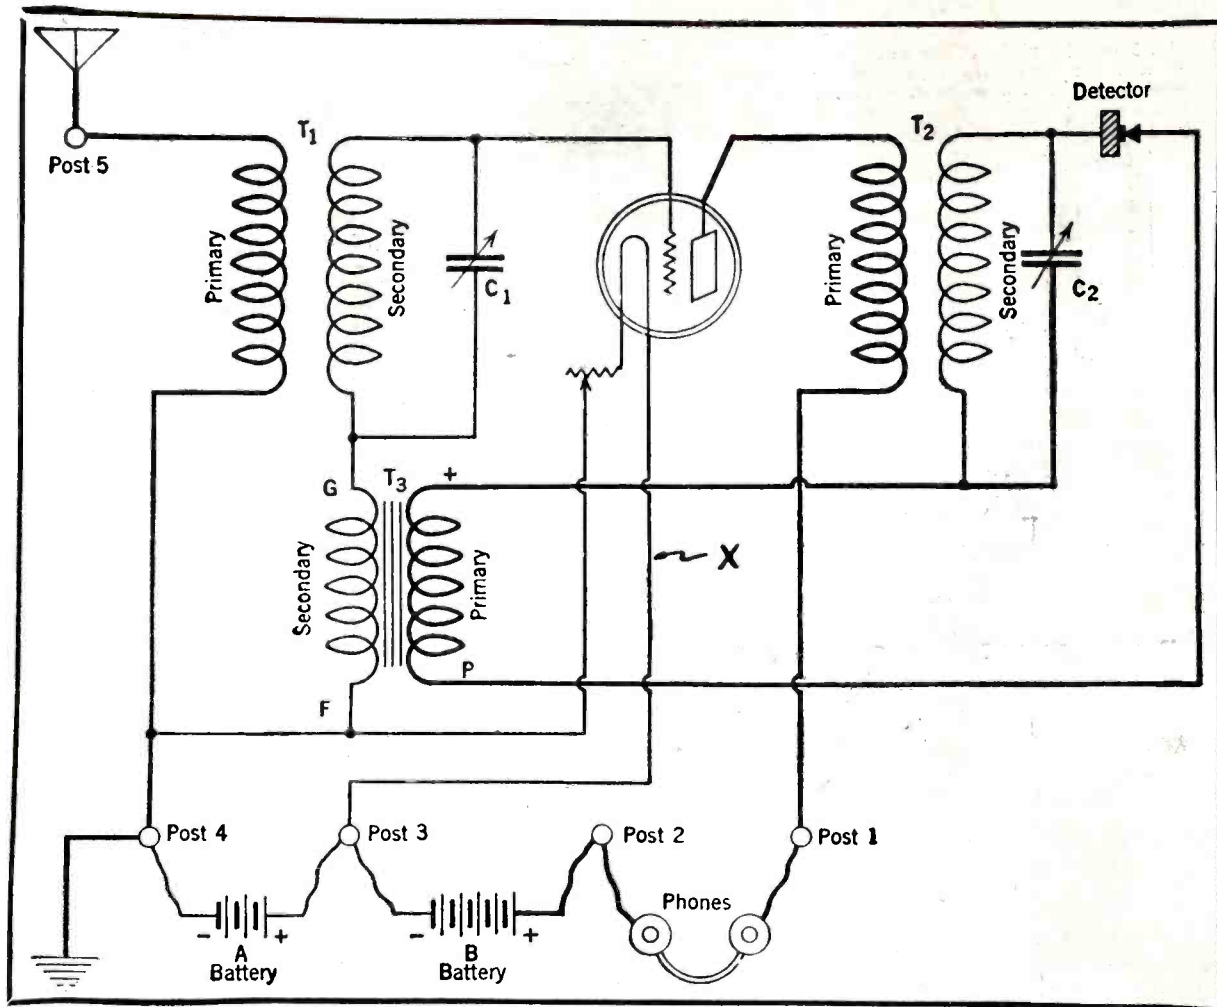 Detector
T1
T2
Post 5
Primary
Secondary
C1
Primary
Secondary
C2
G
T3
+
Secondary
Primary
X
P
F
Post 4
Post 3
Post 2
Post 1
Phones
- +
A
Battery
- +
B
Battery